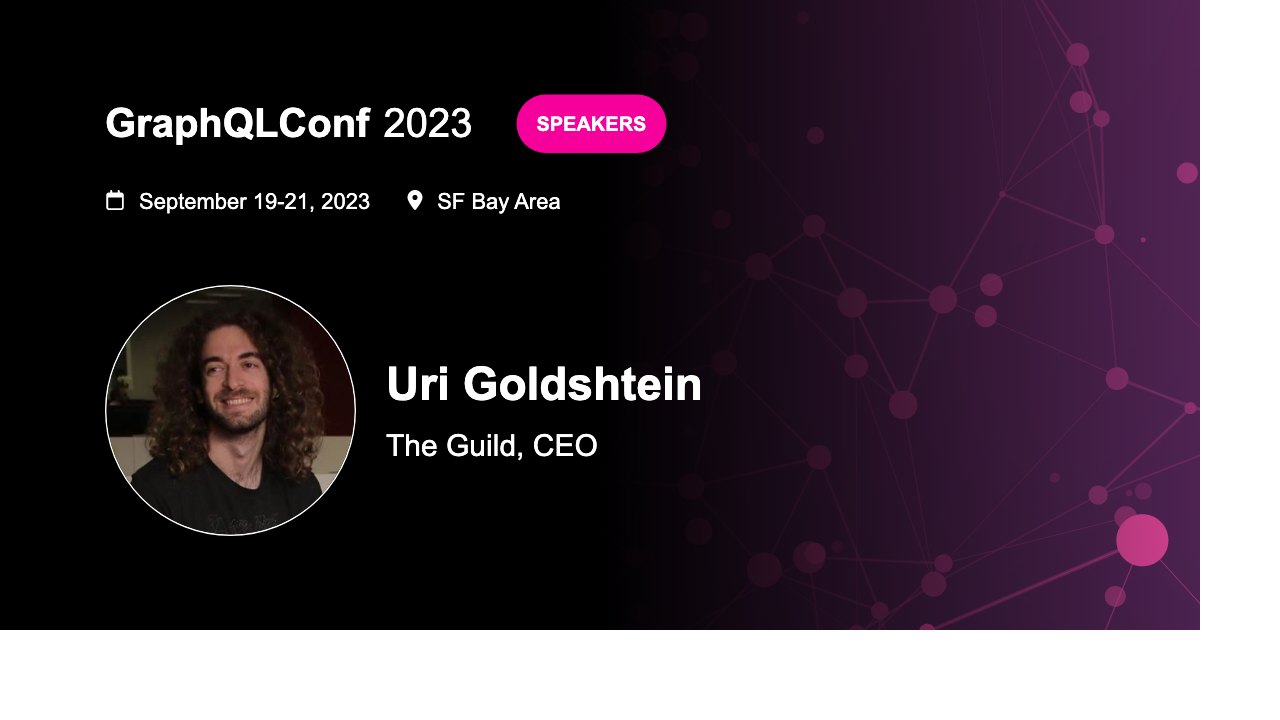 GraphQLConf 2023
SPEAKERS
September 19-21, 2023
SF Bay Area
Uri Goldshtein
The Guild, CEO